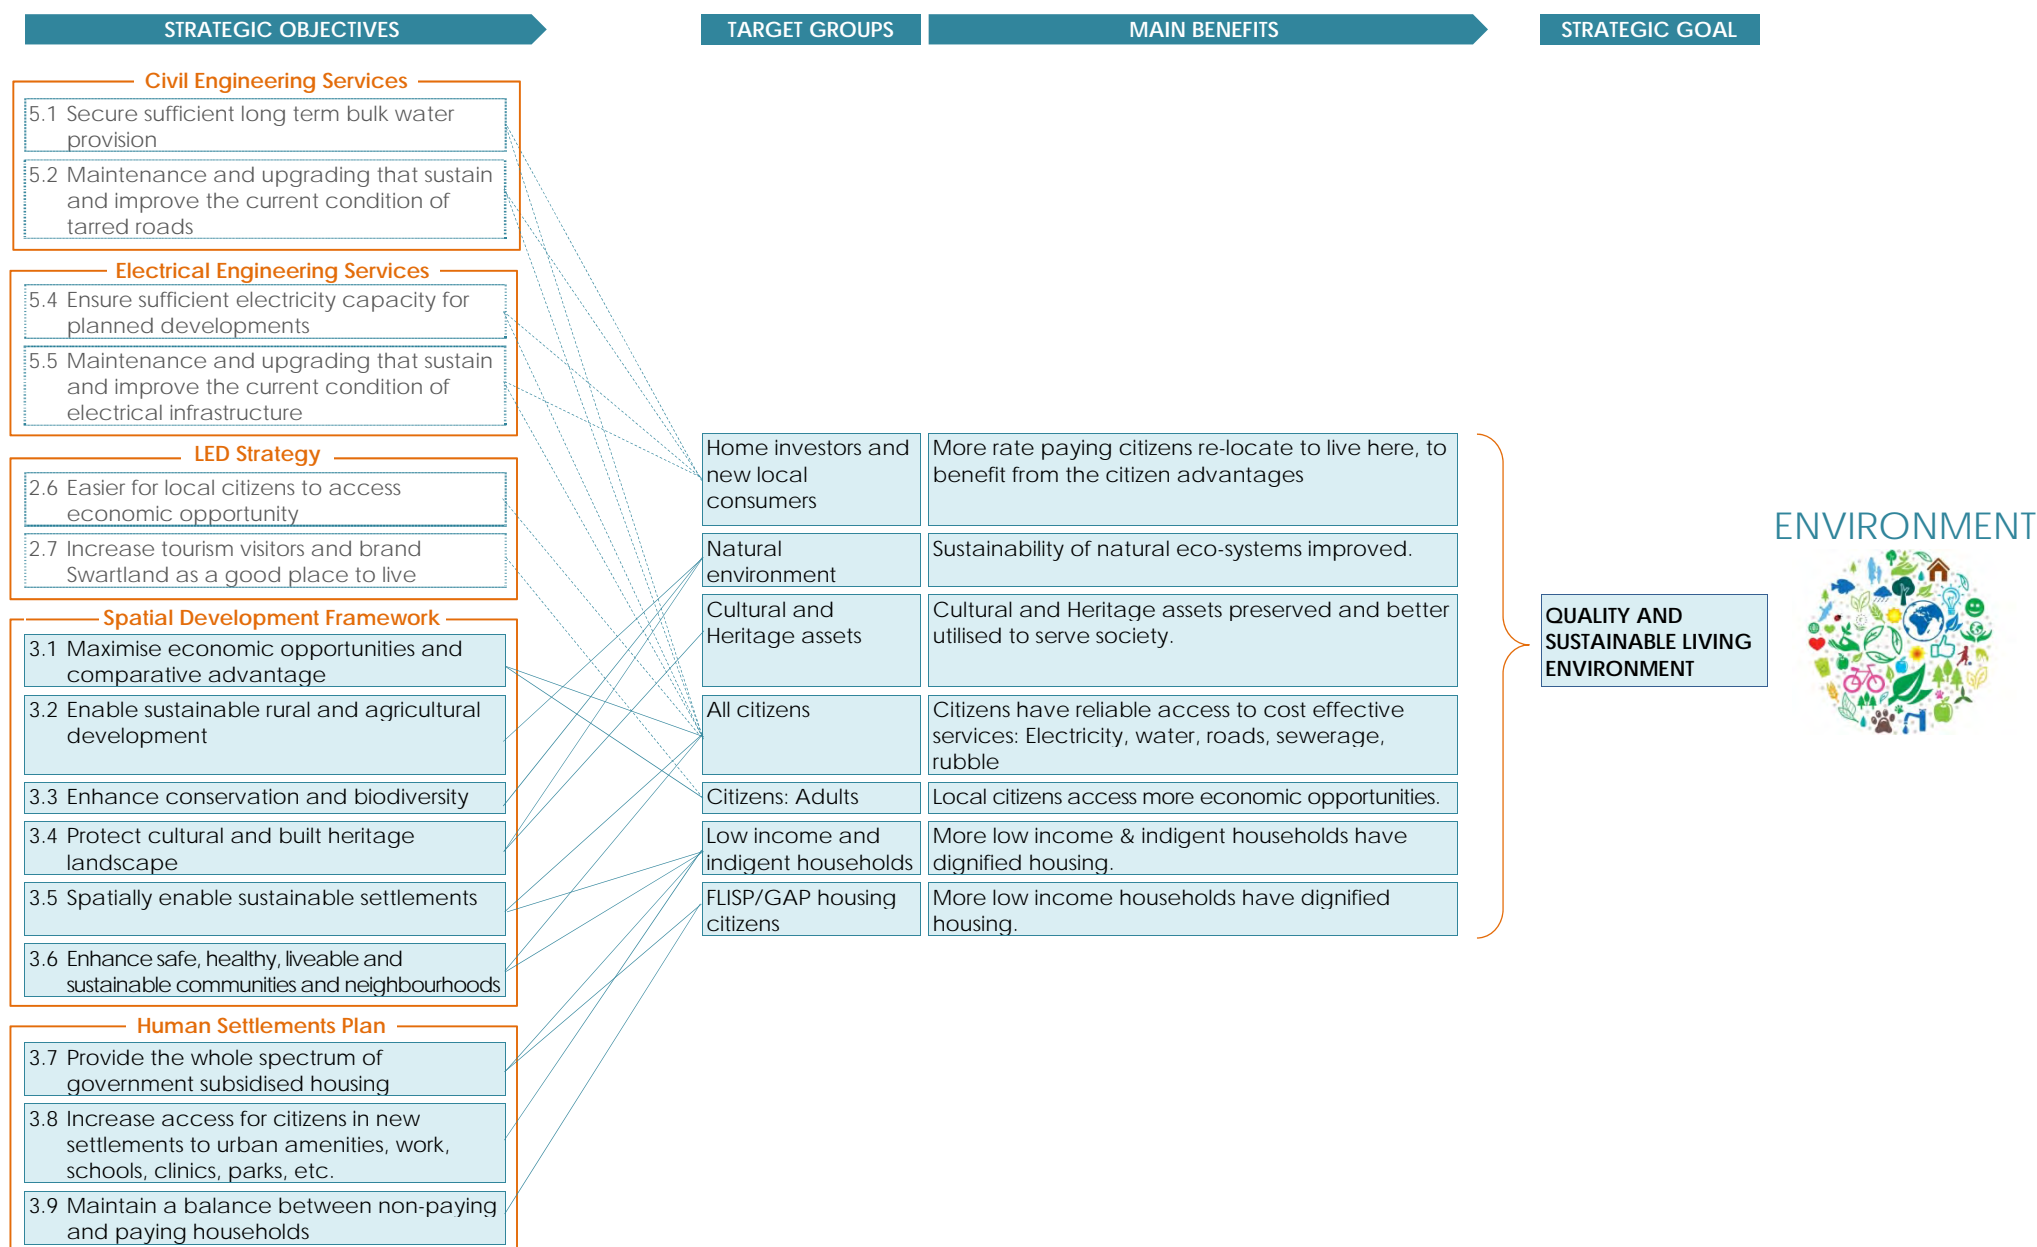 STRATEGIC OBJECTIVES
TARGET GROUPS
MAIN BENEFITS
STRATEGIC GOAL
Civil Engineering Services
5.1 Secure sufficient long term bulk water
provision
5.2 Maintenance and upgrading that sustain
and improve the current condition of
tarred roads
Electrical Engineering Services
5.4 Ensure sufficient electricity capacity for
planned developments
5.5 Maintenance and upgrading that sustain
and improve the current condition of
electrical infrastructure
LED Strategy
2.6 Easier for local citizens to access
economic opportunity
2.7 Increase tourism visitors and brand
Swartland as a good place to live
Spatial Development Framework
3.1 Maximise economic opportunities and
comparative advantage
3.2 Enable sustainable rural and agricultural
development
3.3 Enhance conservation and biodiversity
3.4 Protect cultural and built heritage
landscape
3.5 Spatially enable sustainable settlements
3.6 Enhance safe, healthy, liveable and
sustainable communities and neighbourhoods
Human Settlements Plan
3.7 Provide the whole spectrum of
government subsidised housing
3.8 Increase access for citizens in new
settlements to urban amenities, work,
schools, clinics, parks, etc.
3.9 Maintain a balance between non-paying
and paying households
Home investors and
new local
consumers
More rate paying citizens re-locate to live here, to
benefit from the citizen advantages
Natural
environment
Sustainability of natural eco-systems improved.
Cultural and
Heritage assets
Cultural and Heritage assets preserved and better
utilised to serve society.
All citizens
Citizens have reliable access to cost effective
services: Electricity, water, roads, sewerage,
rubble
Citizens: Adults
Local citizens access more economic opportunities.
Low income and
indigent households
More low income & indigent households have
dignified housing.
FLISP/GAP housing
citizens
More low income households have dignified
housing.
QUALITY AND
SUSTAINABLE LIVING
ENVIRONMENT
ENVIRONMENT